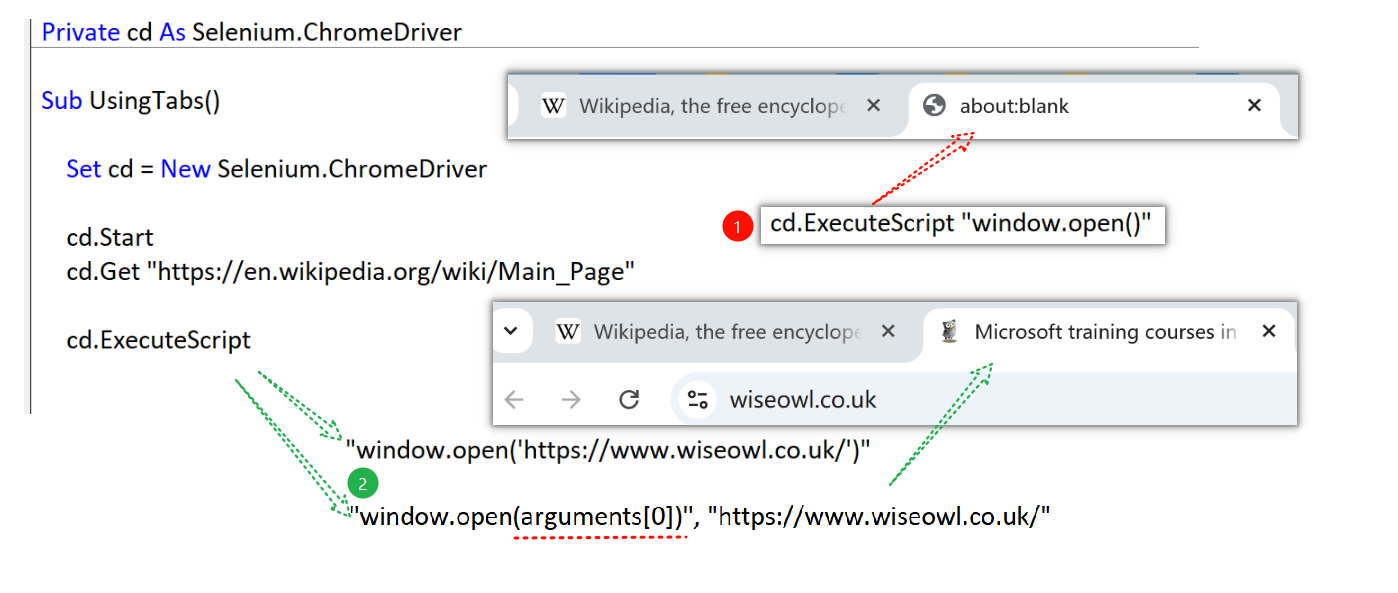 Private cd As Selenium.ChromeDriver
Sub UsingTabs()
W Wikipedia, the free encyclope
about:blank
Set cd = New Selenium.ChromeDriver
1 cd.ExecuteScript "window.open()"
cd.Start
cd.Get "https://en.wikipedia.org/wiki/Main_Page"
W Wikipedia, the free encyclope
Microsoft training courses in
cd.ExecuteScript
wiseowl.co.uk
"window.open('https://www.wiseowl.co.uk/')"
2
"window.open(arguments[0])", "https://www.wiseowl.co.uk/"